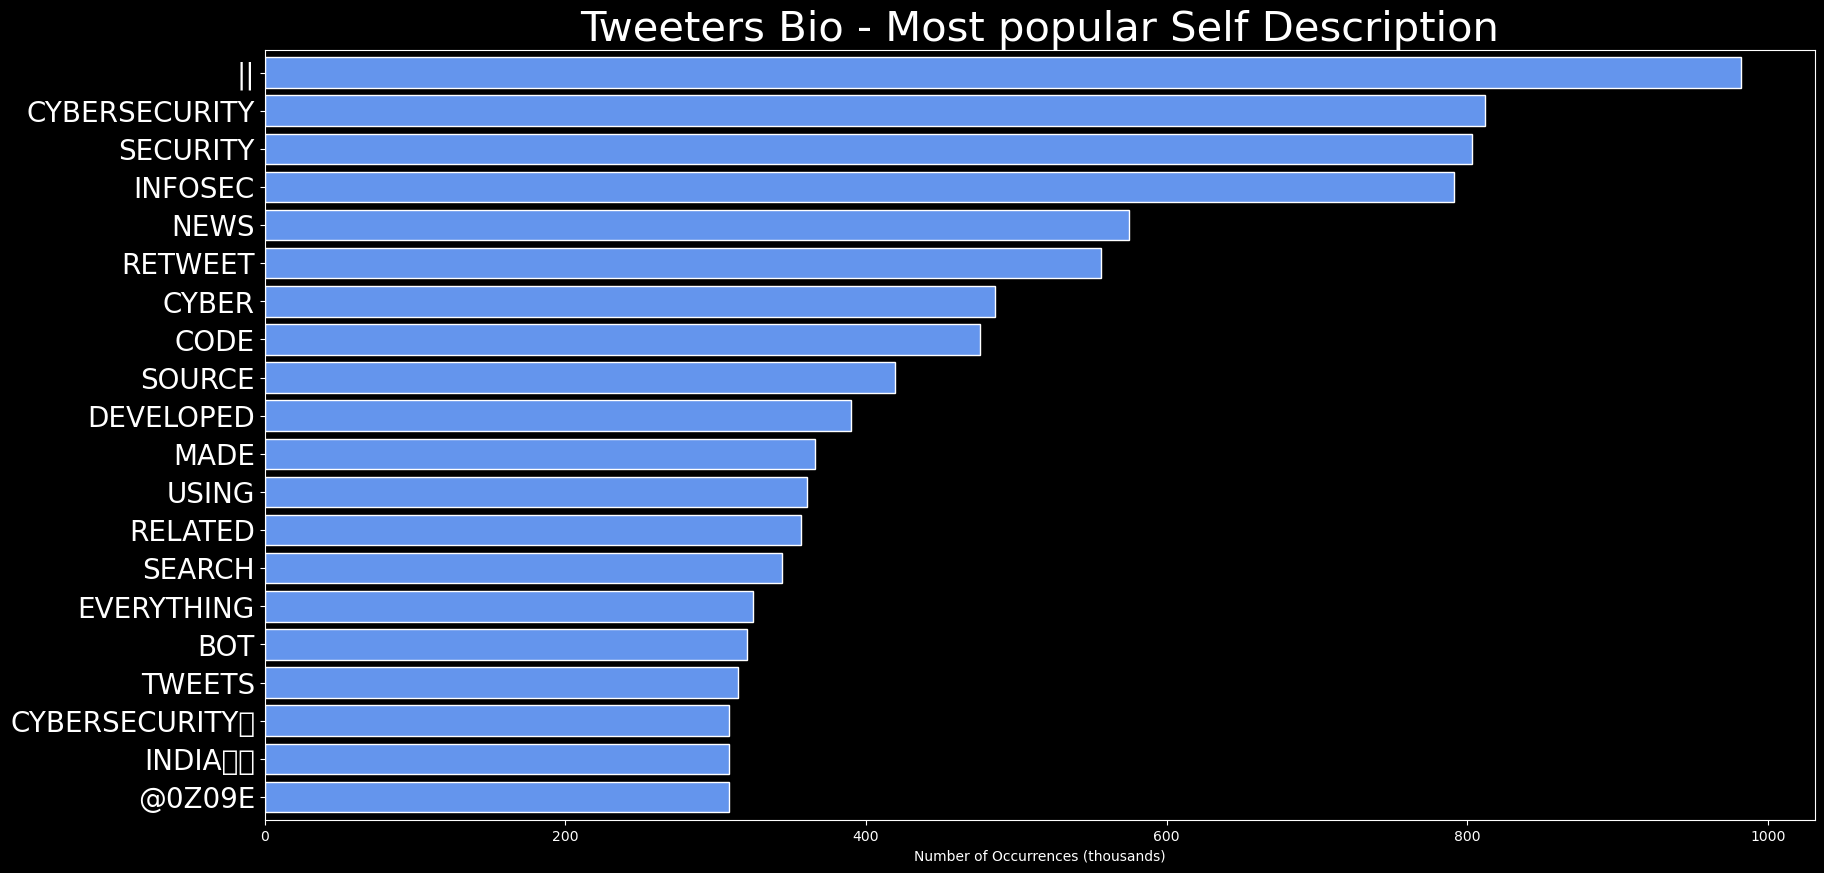 Tweeters Bio - Most popular Self Description
||
CYBERSECURITY
SECURITY
INFOSEC
NEWS
RETWEET
CYBER
CODE
SOURCE
DEVELOPED
MADE
USING
RELATED
SEARCH
EVERYTHING
BOT
TWEETS
CYBERSECURITY▯
INDIA▯▯
@0Z09E
0 200 400 600 800 1000
Number of Occurrences (thousands)